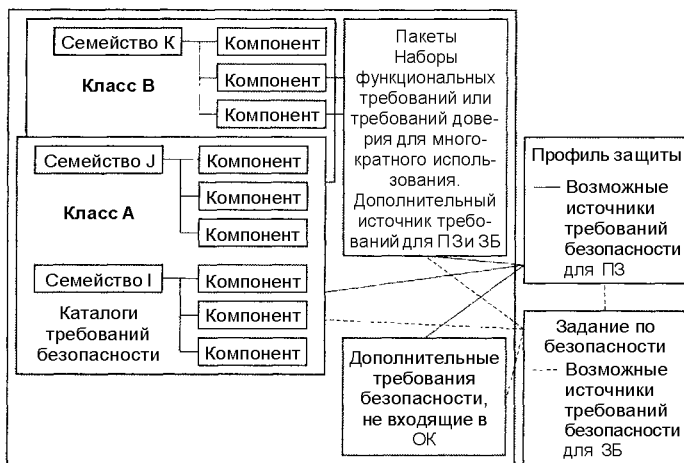 Семейство K
Компонент
Класс B
Компонент
Компонент
Семейство J
Компонент
Класс A
Компонент
Компонент
Семейство I
Компонент
Каталоги
требований
безопасности
Компонент
Компонент
Пакеты
Наборы
функциональных
требований или
требований дове-
рия для много-
кратного исполь-
зования.
Дополнительный
источник требо-
ваний для ПЗ и ЗБ
Дополнительные
требования
безопасности,
не входящие в
ОК
Профиль защиты
Возможные
источники
требований
безопасности
для ПЗ
Задание по
безопасности
Возможные
источники
требований
безопасности
для ЗБ